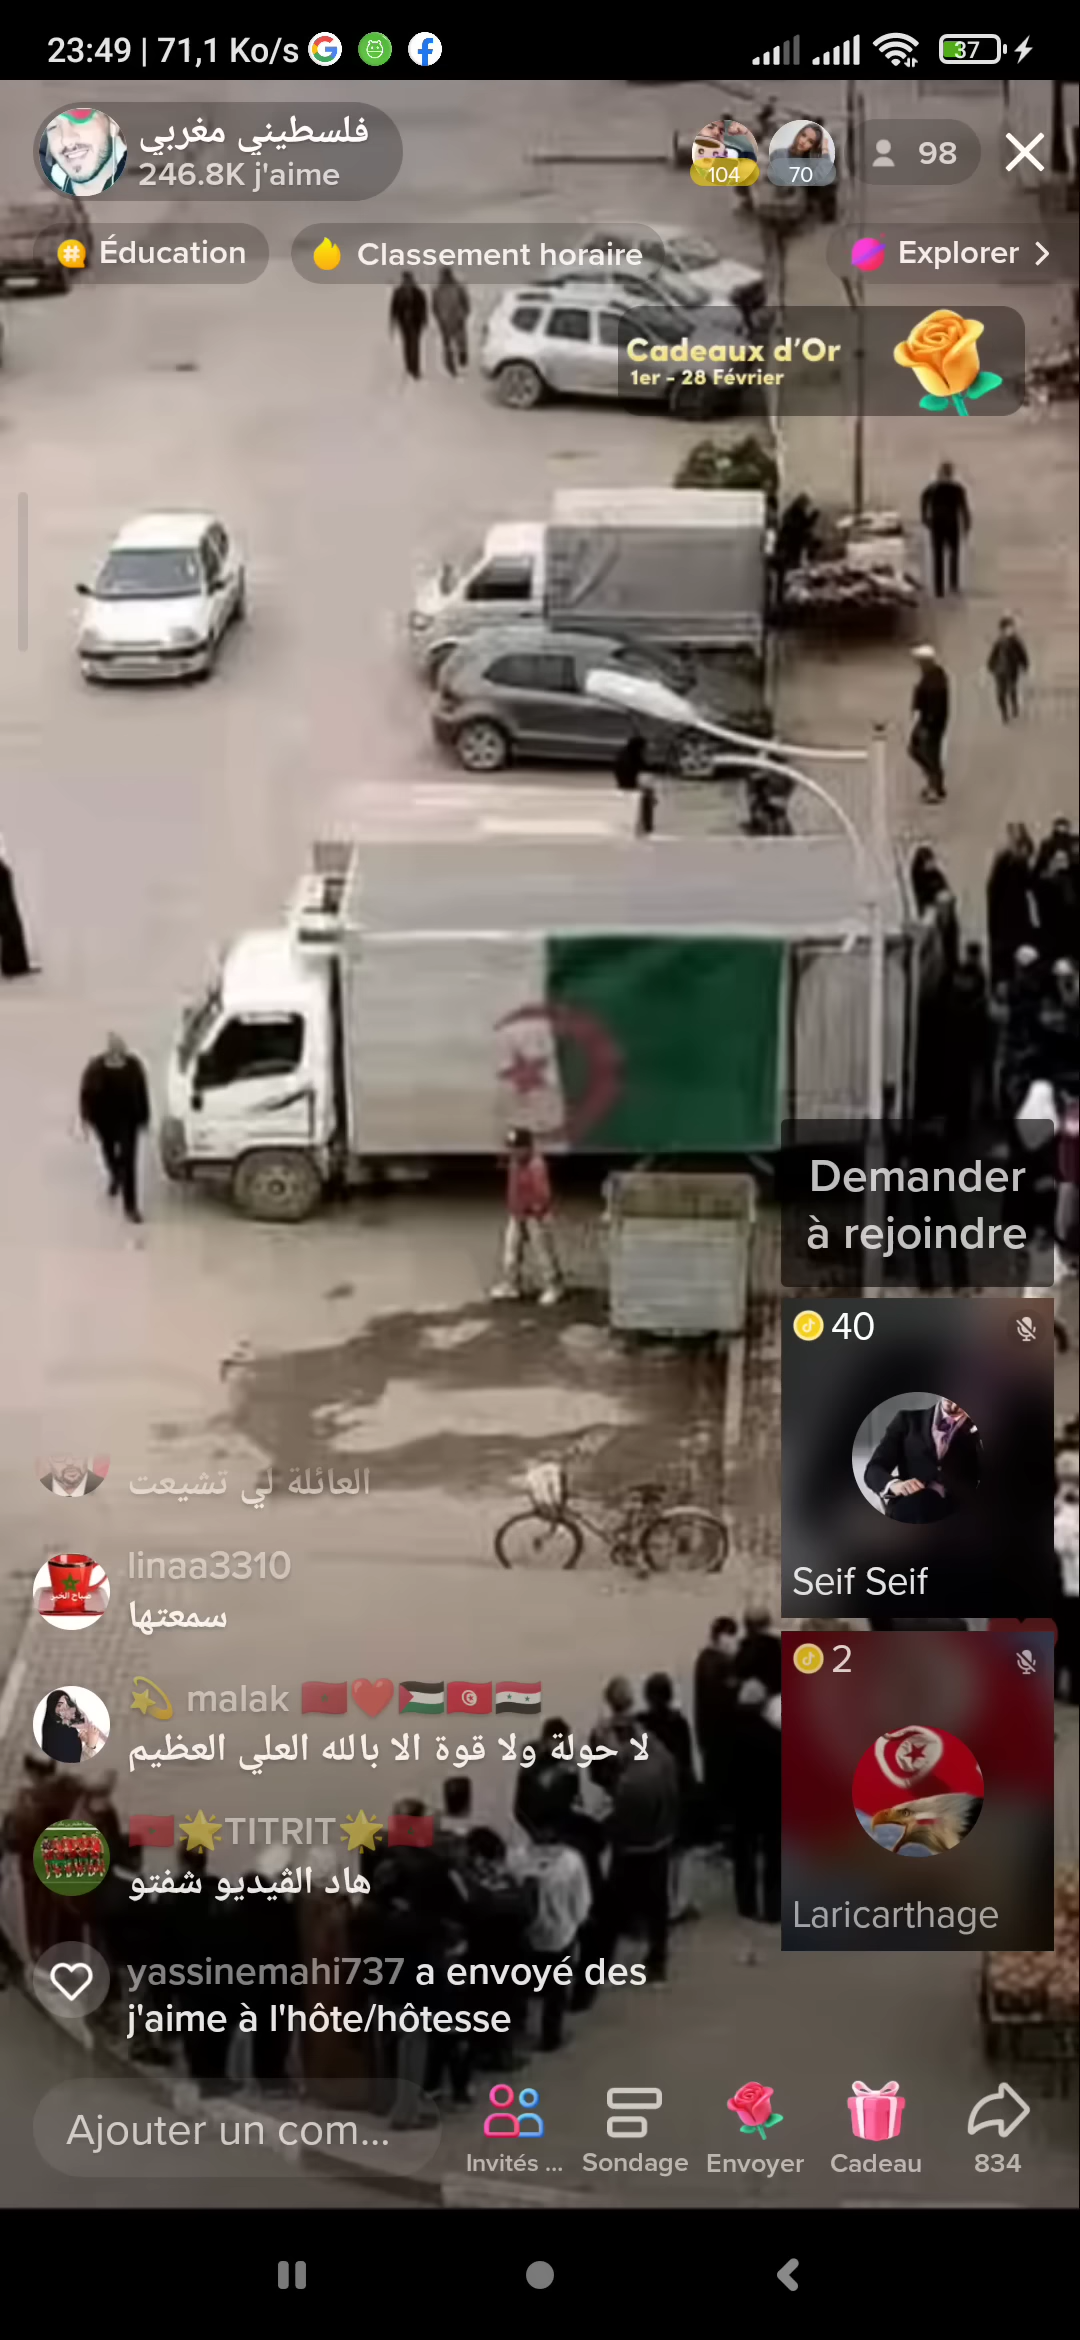 23:49 | 71,1 Ko/s
37
فلسطيني مغربي
246.8K j'aime
104
70
98
Éducation
Classement horaire
Explorer
Cadeaux d'Or
1er - 28 Février
Demander
à rejoindre
40
Seif Seif
2
Laricarthage
العائلة لي تشيعت
linaa3310
سمعتها
صباح الخير
malak
لا حولة ولا قوة الا بالله العلي العظيم
TITRIT
هاد الڤيديو شفتو
yassinemahi737 a envoyé des
j'aime à l'hôte/hôtesse
Ajouter un com...
Invités ...
Sondage
Envoyer
Cadeau
834